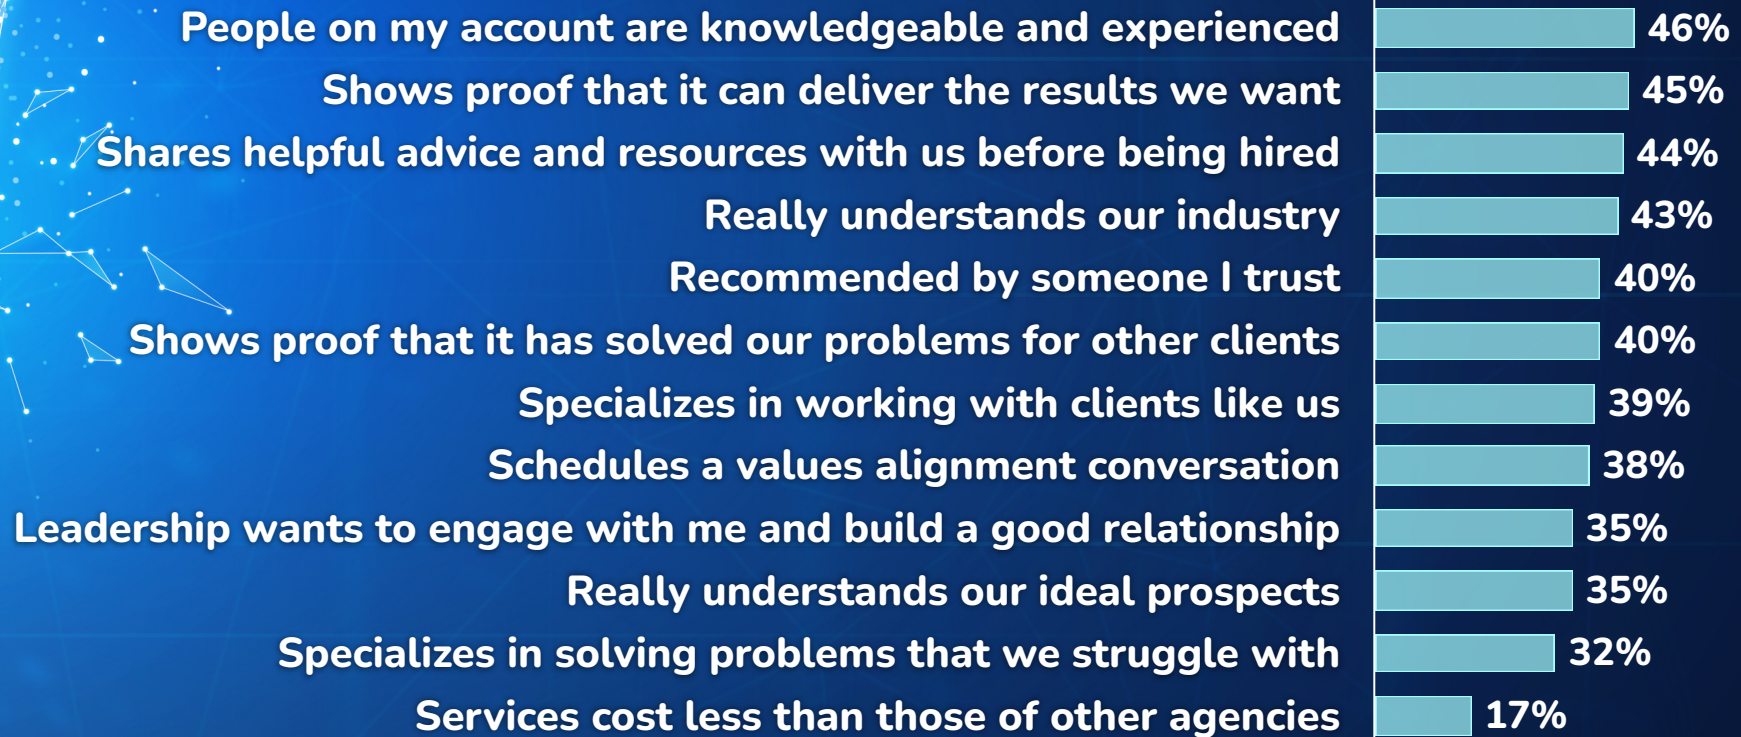 People on my account are knowledgeable and experienced 46%
Shows proof that it can deliver the results we want 45%
Shares helpful advice and resources with us before being hired 44%
Really understands our industry 43%
Recommended by someone I trust 40%
Shows proof that it has solved our problems for other clients 40%
Specializes in working with clients like us 39%
Schedules a values alignment conversation 38%
Leadership wants to engage with me and build a good relationship 35%
Really understands our ideal prospects 35%
Specializes in solving problems that we struggle with 32%
Services cost less than those of other agencies 17%